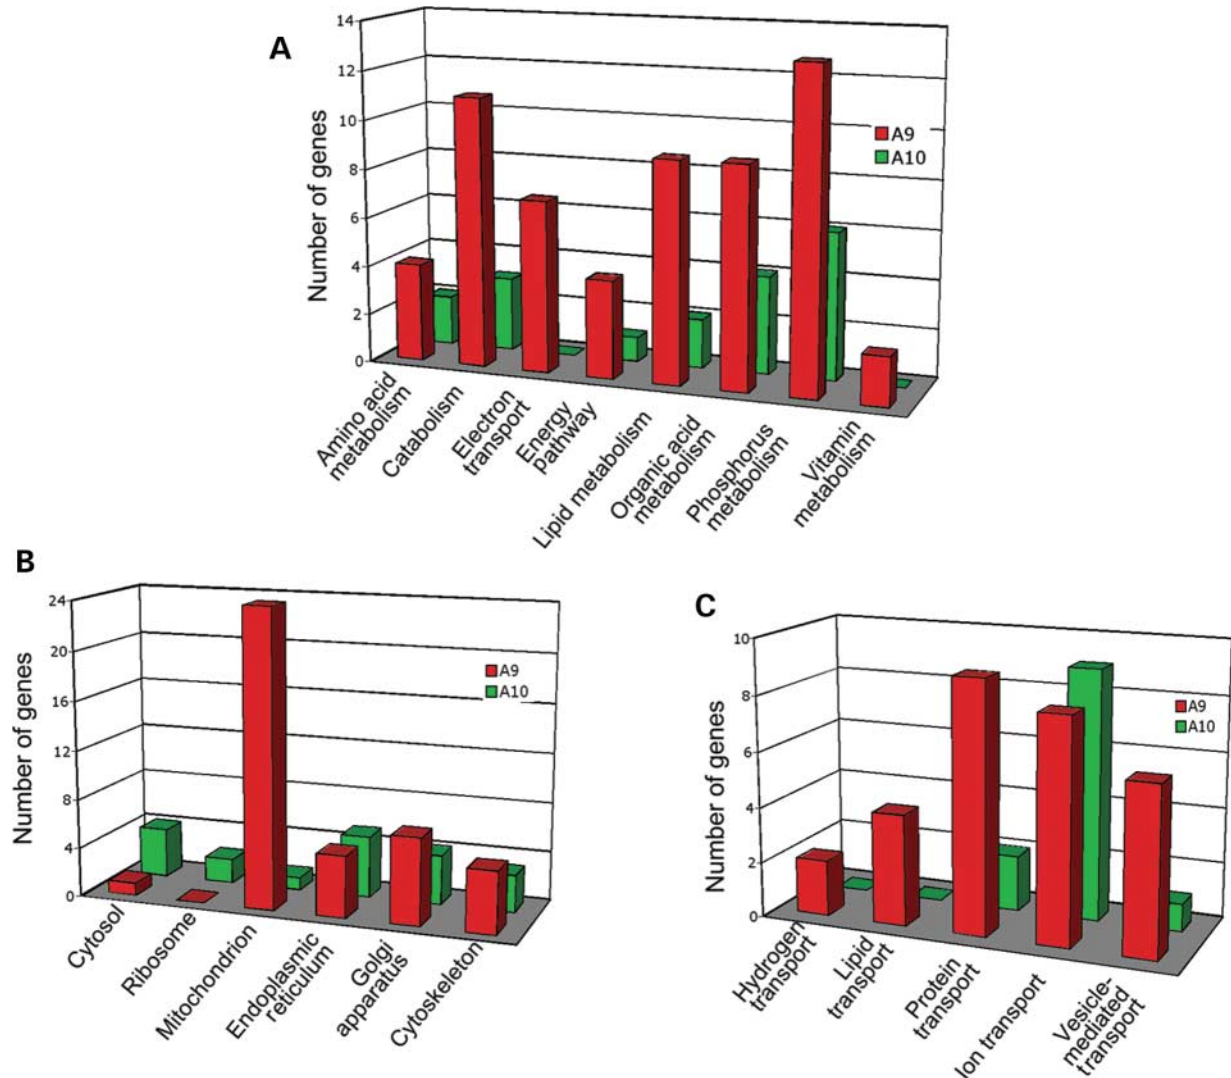 A
Number of genes
14
12
10
8
6
4
2
0
A9
A10
Amino acid
metabolism
Catabolism
Electron
transport
Energy
pathway
Lipid metabolism
Organic acid
metabolism
Phosphorus
metabolism
Vitamin
metabolism
B
Number of genes
24
20
16
12
8
4
0
A9
A10
Cytosol
Ribosome
Mitochondrion
Endoplasmic
reticulum
Golgi
apparatus
Cytoskeleton
C
Number of genes
10
8
6
4
2
0
A9
A10
Hydrogen
transport
Lipid
transport
Protein
transport
Ion transport
Vesicle-
mediated
transport